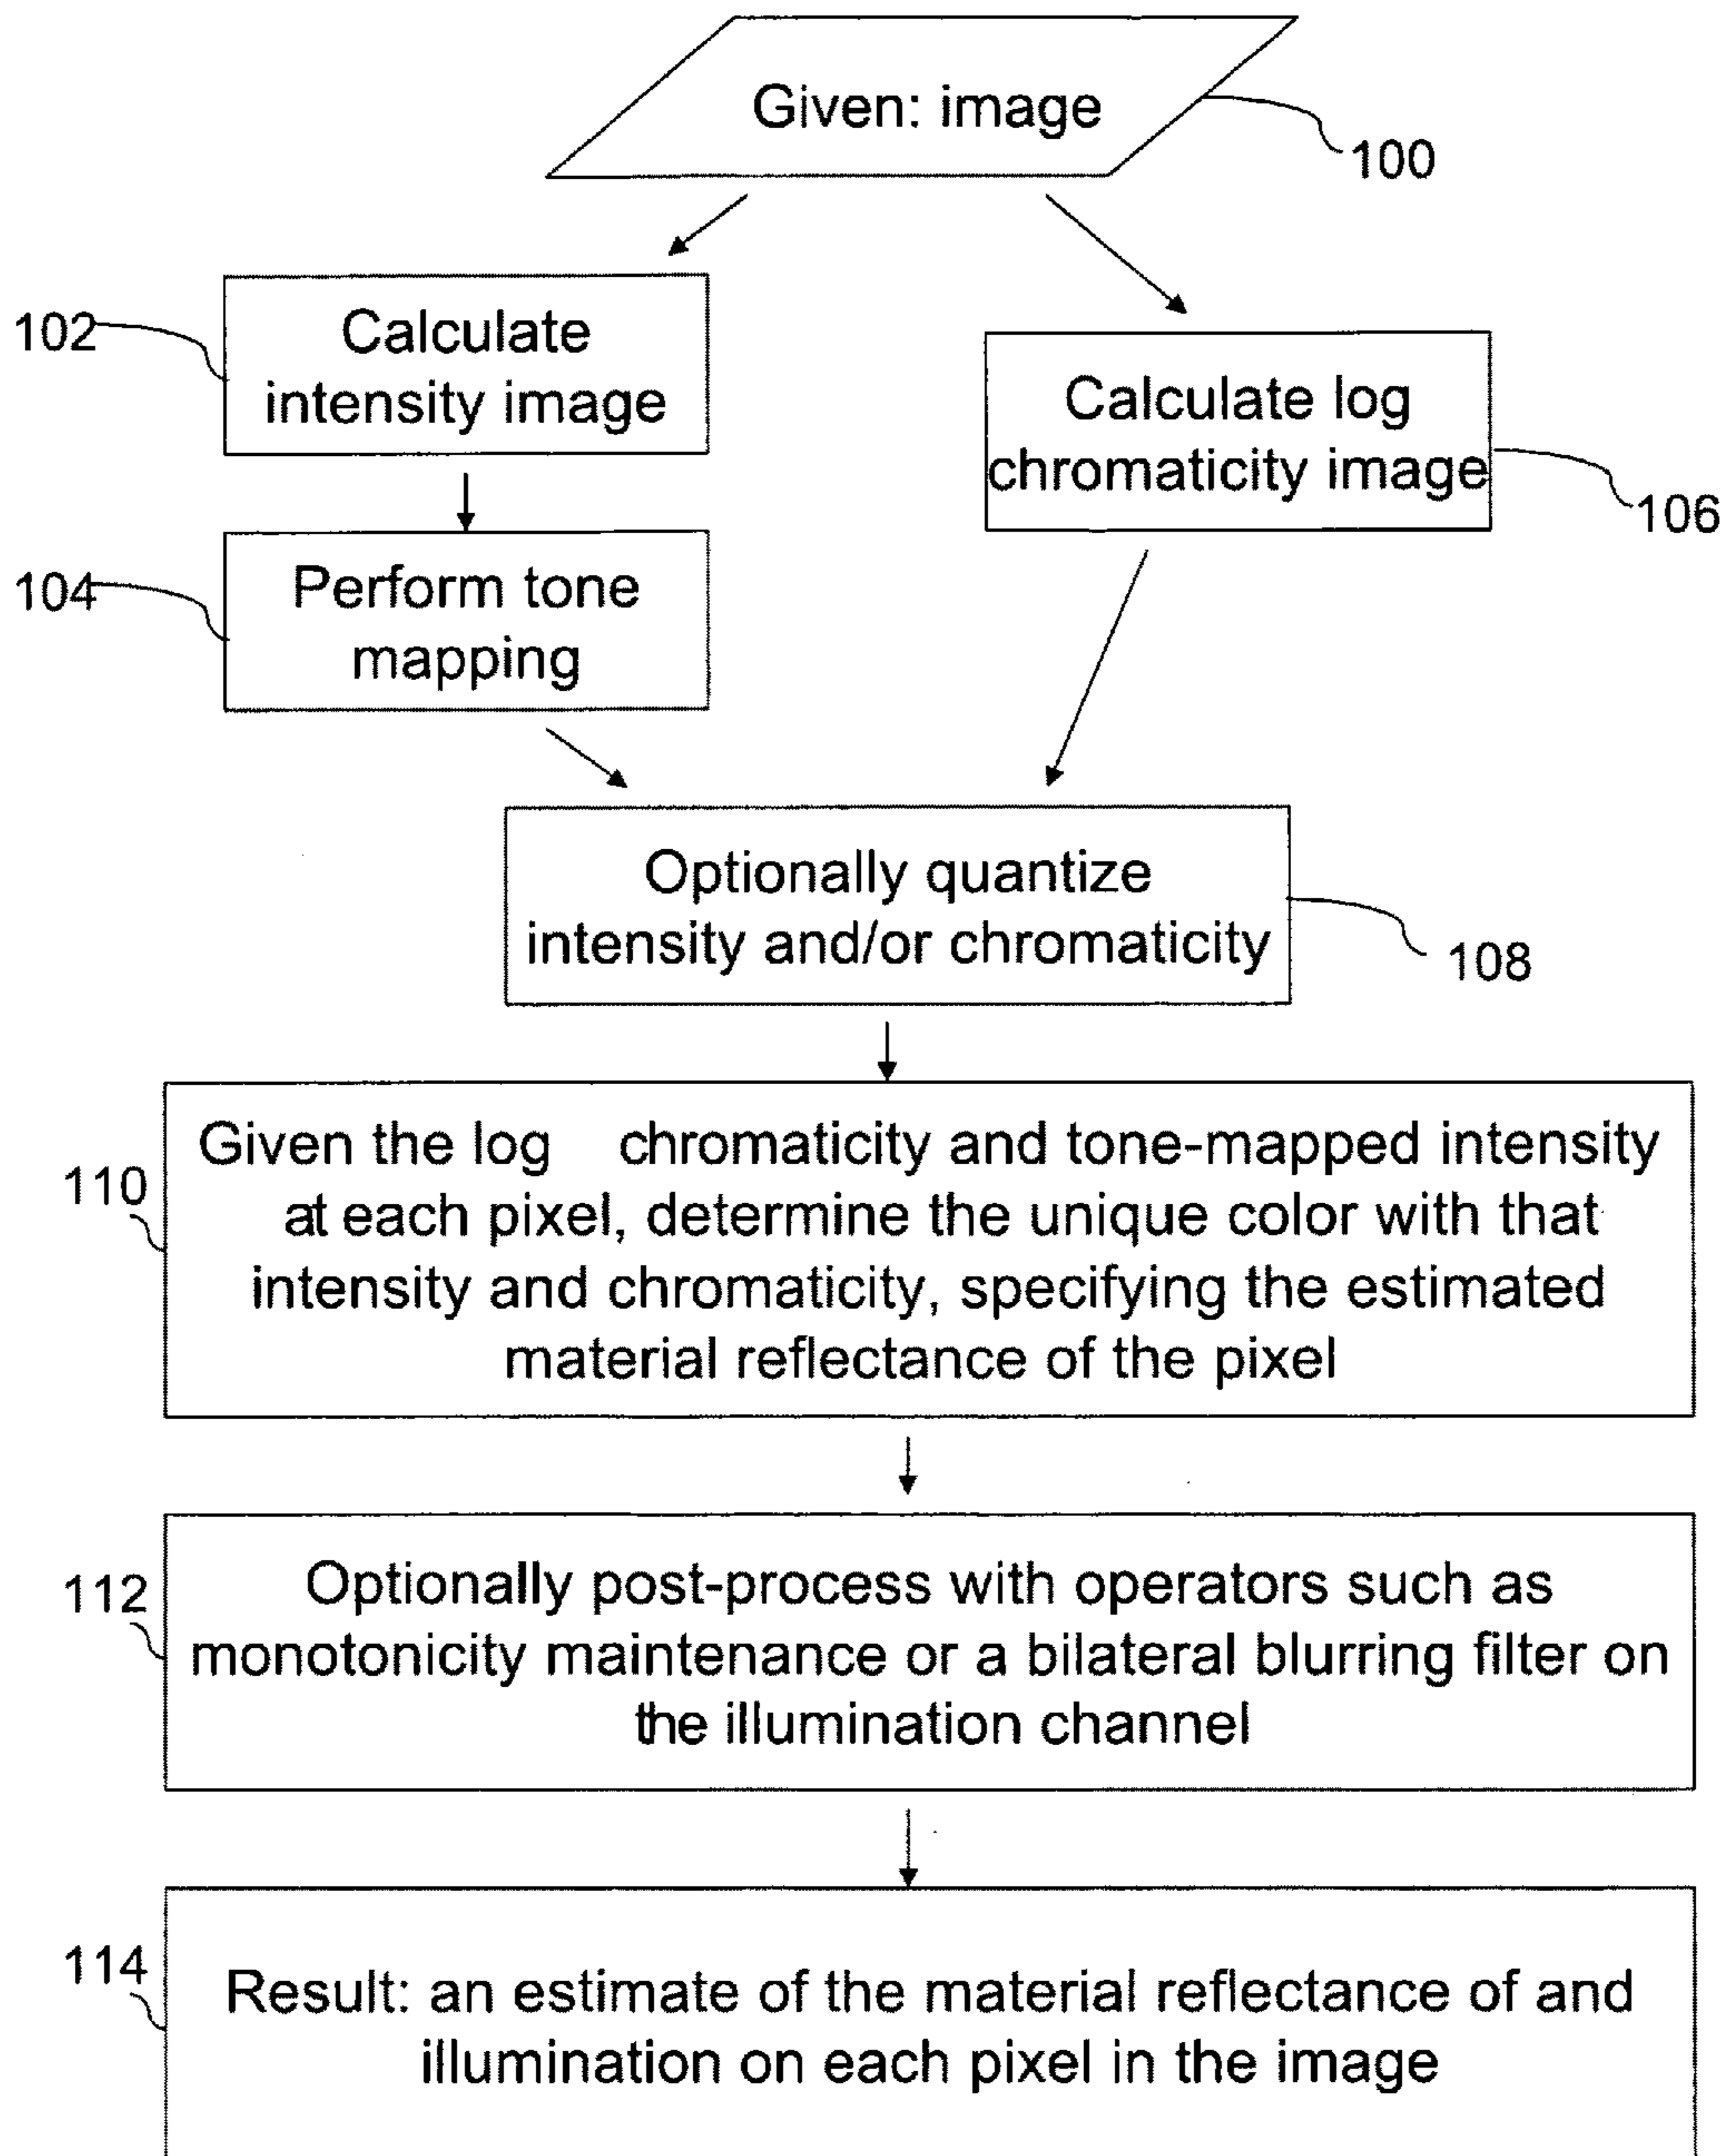 Given: image
100
102
Calculate
intensity image
Calculate log
chromaticity image
106
104
Perform tone
mapping
Optionally quantize
intensity and/or chromaticity
108
110
Given the log chromaticity and tone-mapped intensity
at each pixel, determine the unique color with that
intensity and chromaticity, specifying the estimated
material reflectance of the pixel
112
Optionally post-process with operators such as
monotonicity maintenance or a bilateral blurring filter on
the illumination channel
114
Result: an estimate of the material reflectance of and
illumination on each pixel in the image